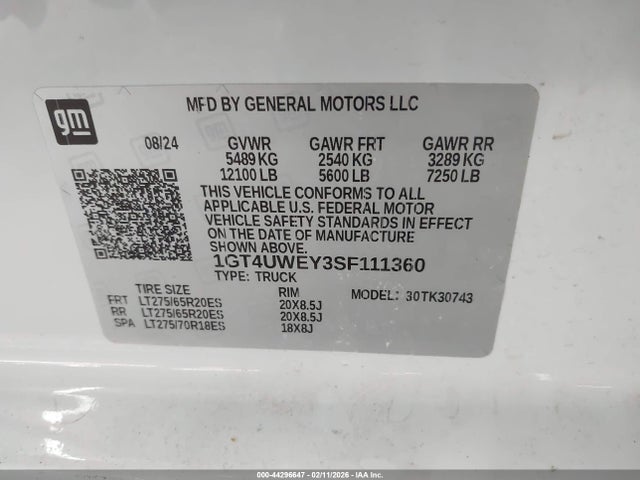 gm
MFD BY GENERAL MOTORS LLC
08/24 GVWR GAWR FRT GAWR RR
5489 KG 2540 KG 3289 KG
12100 LB 5600 LB 7250 LB
THIS VEHICLE CONFORMS TO ALL
APPLICABLE U.S. FEDERAL MOTOR
VEHICLE SAFETY STANDARDS IN EFFECT
ON THE DATE OF MANUFACTURE
SHOWN ABOVE.
1GT4UWEY3SF111360
TYPE: TRUCK
TIRE SIZE RIM MODEL: 30TK30743
FRT LT275/65R20ES 20X8.5J
RR LT275/65R20ES 20X8.5J
SPA LT275/70R18ES 18X8J
000-44296647 - 02/11/2026 - IAAI.COM